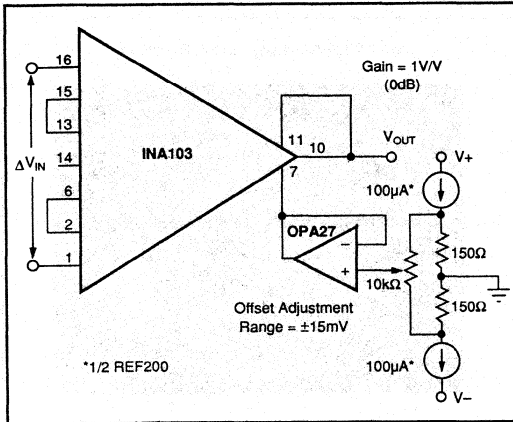 Gain = 1V/V
(0dB)
16
15
13
14
6
2
1
ΔVIN
INA103
11
10
7
VOUT
V+
100µA*
OPA27
–
+
10kΩ
150Ω
150Ω
Offset Adjustment
Range = ±15mV
100µA*
*1/2 REF200
V–